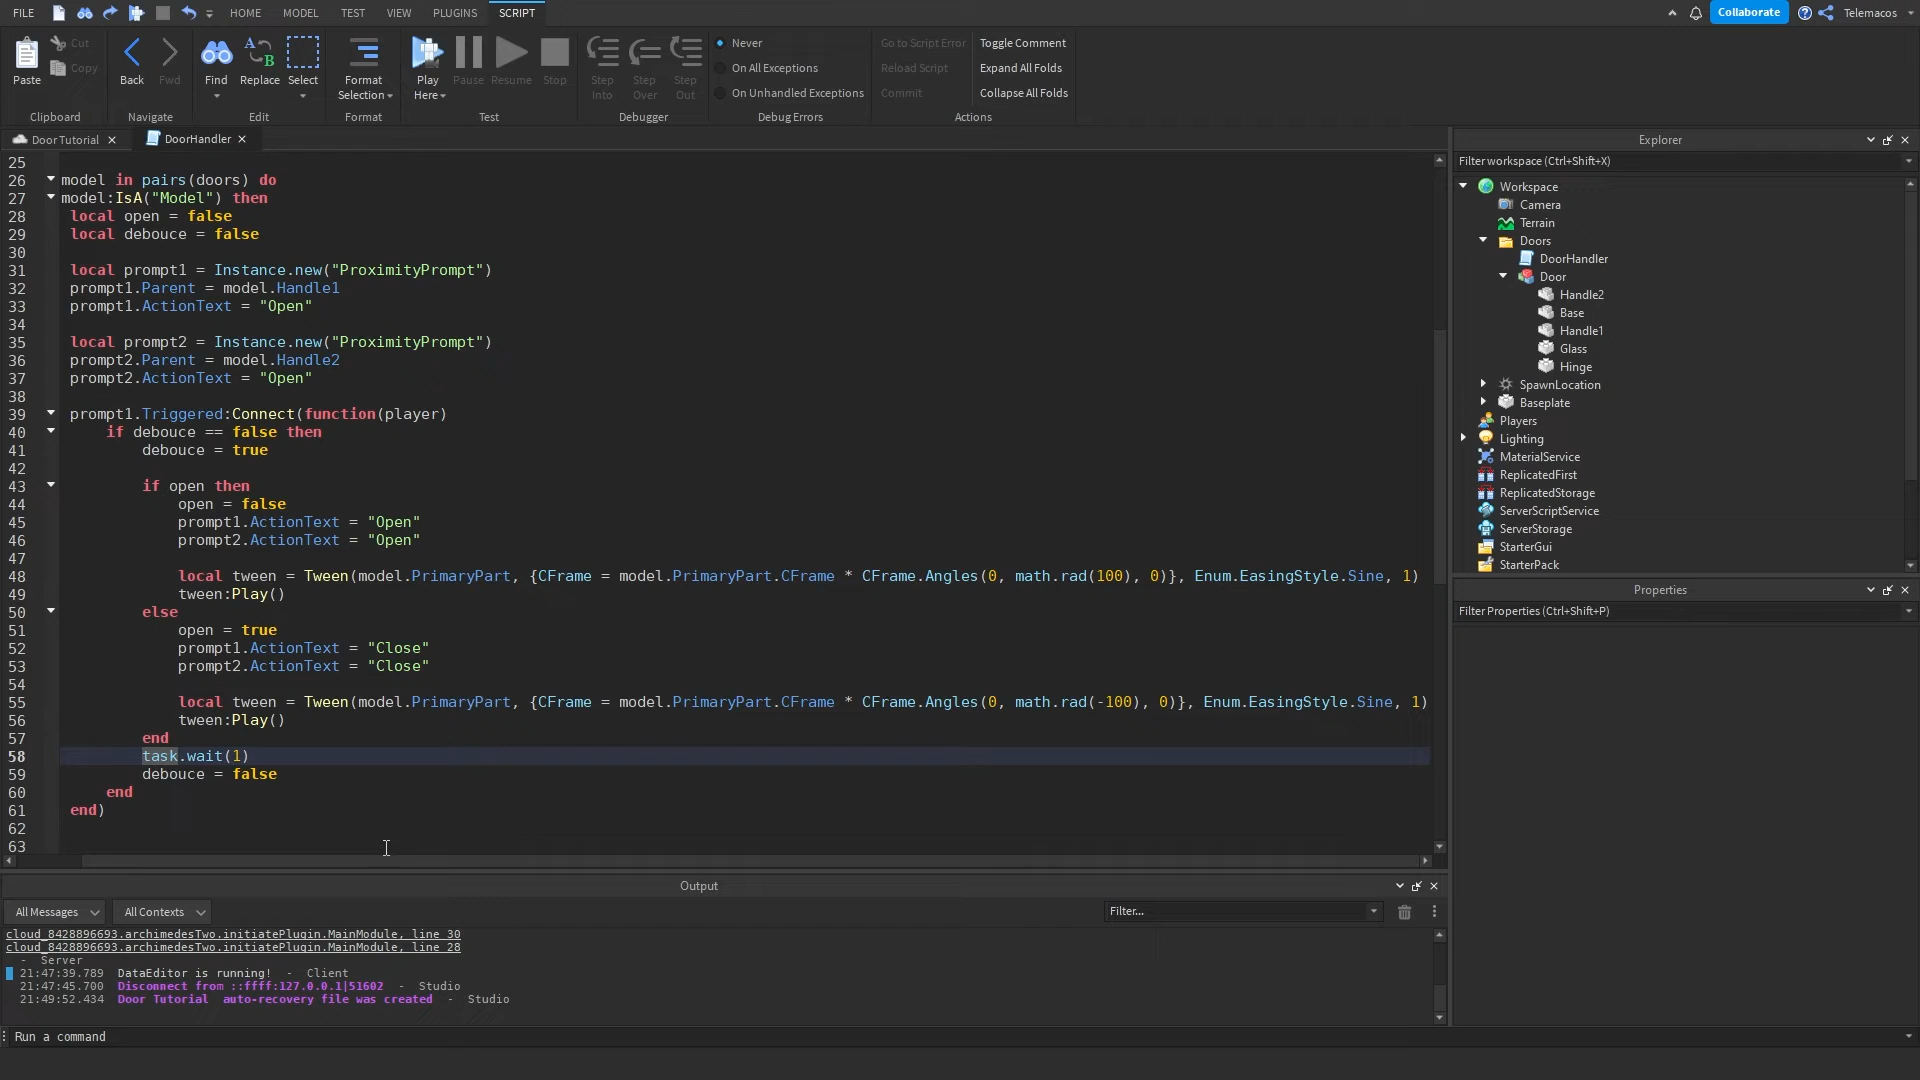 FILE HOME MODEL TEST VIEW PLUGINS SCRIPT Collaborate Telemacos
Paste Cut Copy Back Fwd Find Replace Select Format Selection Play Here Pause Resume Stop Step Into Step Over Step Out
Never
On All Exceptions
On Unhandled Exceptions
Go to Script Error
Reload Script
Commit
Toggle Comment
Expand All Folds
Collapse All Folds
Clipboard Navigate Edit Format Test Debugger Debug Errors Actions
Door Tutorial DoorHandler
25
26 model in pairs(doors) do
27 model:IsA("Model") then
28 local open = false
29 local debouce = false
30
31 local prompt1 = Instance.new("ProximityPrompt")
32 prompt1.Parent = model.Handle1
33 prompt1.ActionText = "Open"
34
35 local prompt2 = Instance.new("ProximityPrompt")
36 prompt2.Parent = model.Handle2
37 prompt2.ActionText = "Open"
38
39 prompt1.Triggered:Connect(function(player)
40 if debouce == false then
41 debouce = true
42
43 if open then
44 open = false
45 prompt1.ActionText = "Open"
46 prompt2.ActionText = "Open"
47
48 local tween = Tween(model.PrimaryPart, {CFrame = model.PrimaryPart.CFrame * CFrame.Angles(0, math.rad(100), 0)}, Enum.EasingStyle.Sine, 1)
49 tween:Play()
50 else
51 open = true
52 prompt1.ActionText = "Close"
53 prompt2.ActionText = "Close"
54
55 local tween = Tween(model.PrimaryPart, {CFrame = model.PrimaryPart.CFrame * CFrame.Angles(0, math.rad(-100), 0)}, Enum.EasingStyle.Sine, 1)
56 tween:Play()
57 end
58 task.wait(1)
59 debouce = false
60 end
61 end)
62
63
Explorer
Filter workspace (Ctrl+Shift+X)
Workspace
Camera
Terrain
Doors
DoorHandler
Door
Handle2
Base
Handle1
Glass
Hinge
SpawnLocation
Baseplate
Players
Lighting
MaterialService
ReplicatedFirst
ReplicatedStorage
ServerScriptService
ServerStorage
StarterGui
StarterPack
Properties
Filter Properties (Ctrl+Shift+P)
Output
All Messages All Contexts Filter...
cloud_8428896693.archimedesTwo.initiatePlugin.MainModule, line 30
cloud_8428896693.archimedesTwo.initiatePlugin.MainModule, line 28
- Server
21:47:39.789 DataEditor is running! - Client
21:47:45.700 Disconnect from ::ffff:127.0.0.1|51602 - Studio
21:49:52.434 Door Tutorial auto-recovery file was created - Studio
Run a command